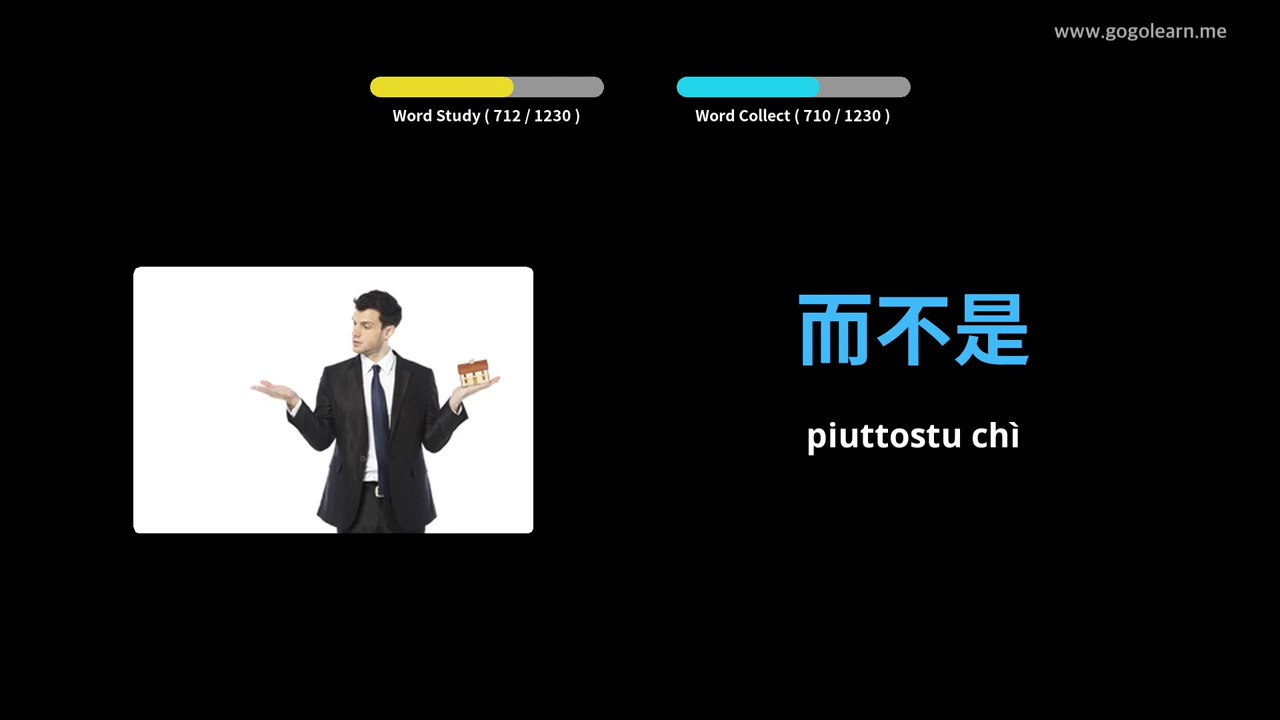 www.gogolearn.me
Word Study ( 712 / 1230 )
Word Collect ( 710 / 1230 )
而不是
piuttostu chì